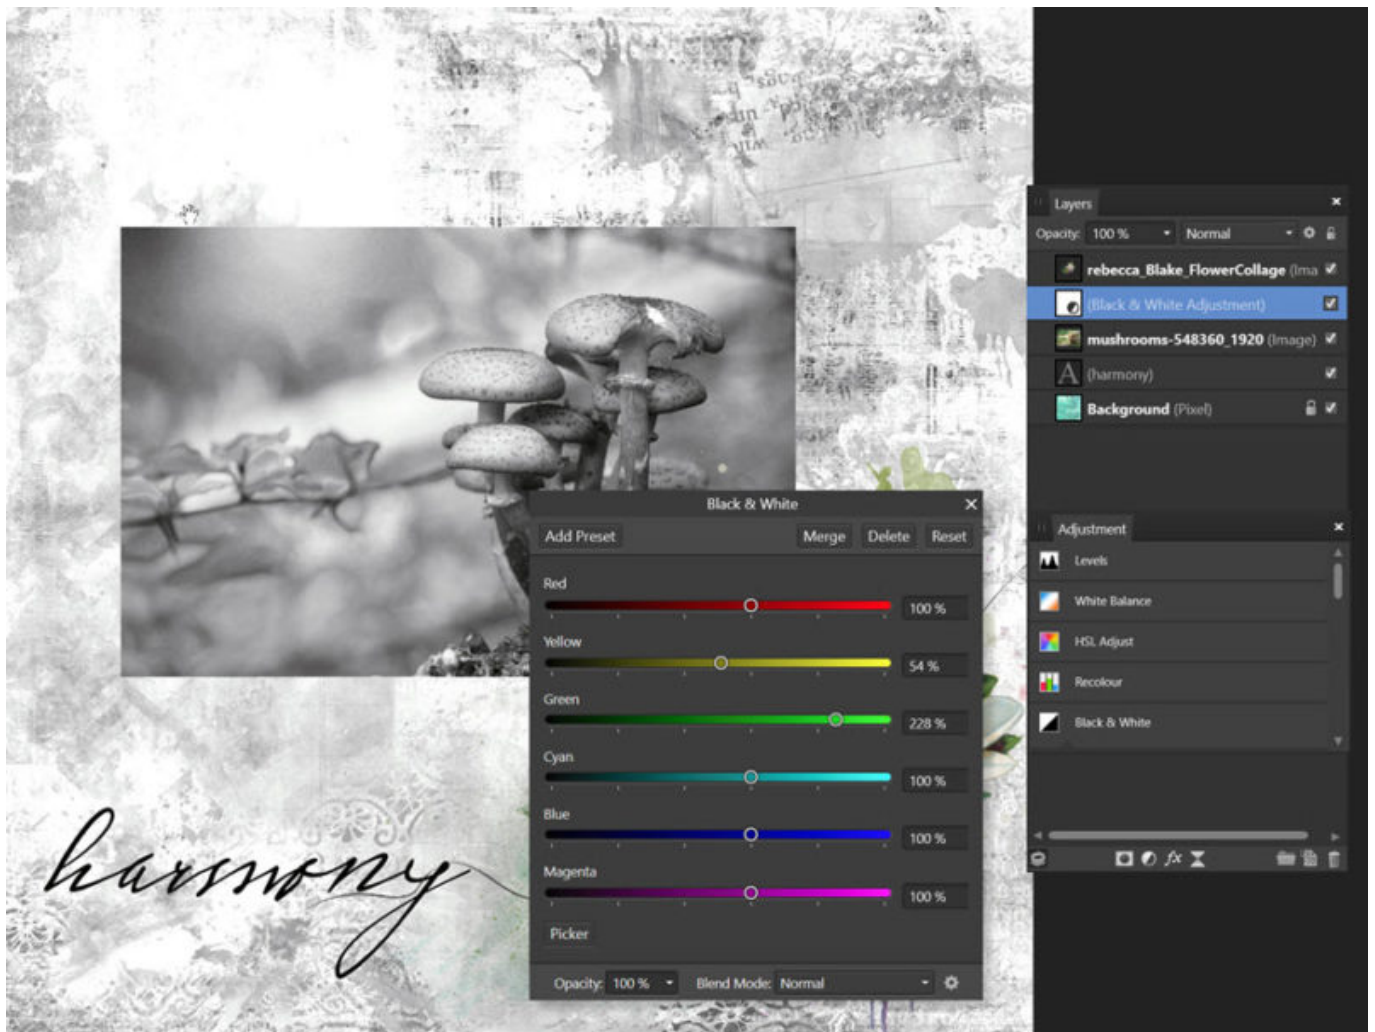 Layers
Opacity: 100 % Normal
rebecca_Blake_FlowerCollage (Ima
(Black & White Adjustment)
mushrooms-548360_1920 (Image)
A (harmony)
Background (Pixel)
Black & White
Add Preset Merge Delete Reset
Red
100 %
Yellow
54 %
Green
228 %
Cyan
100 %
Blue
100 %
Magenta
100 %
Picker
Opacity: 100 % Blend Mode: Normal
Adjustment
Levels
White Balance
HSL Adjust
Recolour
Black & White
fx
harmony